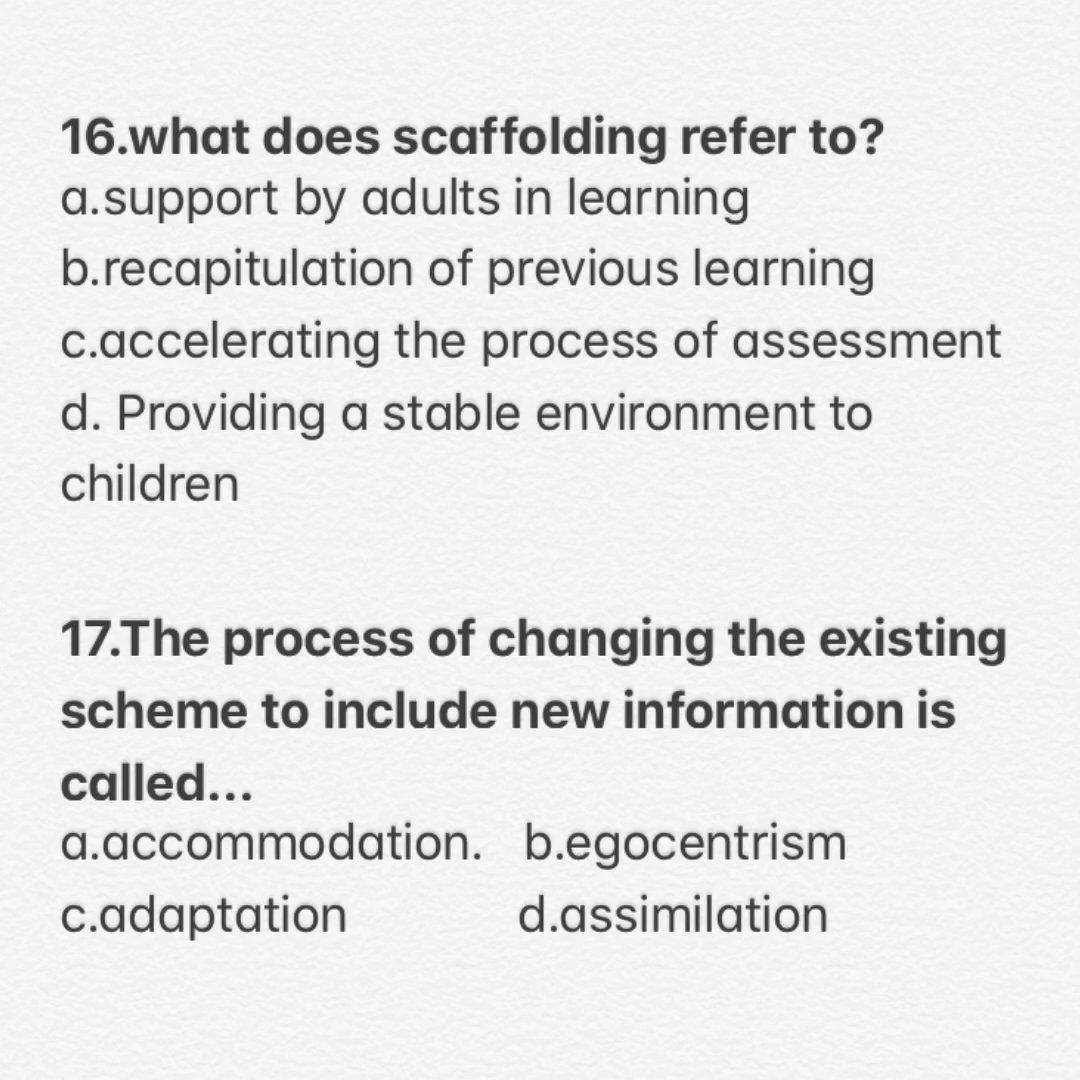 16.what does scaffolding refer to?
a.support by adults in learning
b.recapitulation of previous learning
c.accelerating the process of assessment
d. Providing a stable environment to
children
17.The process of changing the existing
scheme to include new information is
called...
a.accommodation. b.egocentrism
c.adaptation d.assimilation